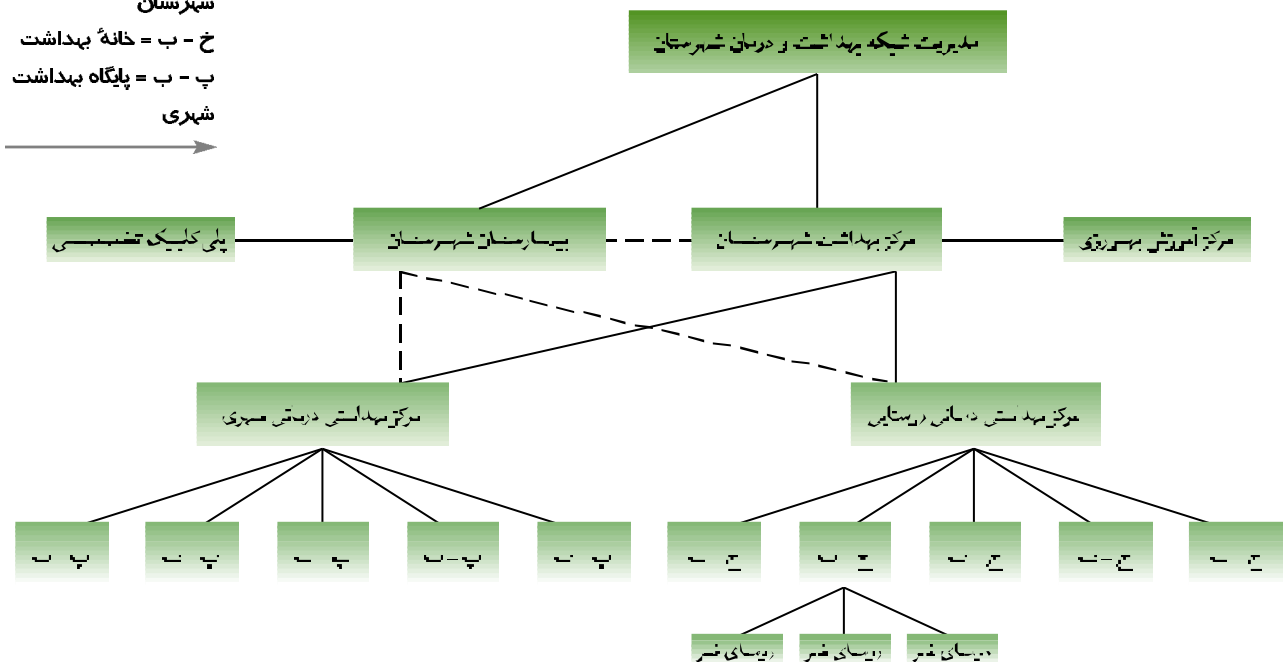 شهرستان
خ – ب = خانهٔ بهداشت
پ – ب = پایگاه بهداشت
شهری
مدیریت شبکه بهداشت و درمان شهرستان
پلی کلینیک تخصصی
بیمارستان شهرستان
مرکز بهداشت شهرستان
مرکز آموزش بهورزی
مرکز بهداشتی درمانی شهری
مرکز بهداشتی درمانی روستایی
پ – ب
پ – ب
پ – ب
پ – ب
پ – ب
خ – ب
خ – ب
خ – ب
خ – ب
خ – ب
روستای قمر
روستای قمر
روستای قمر